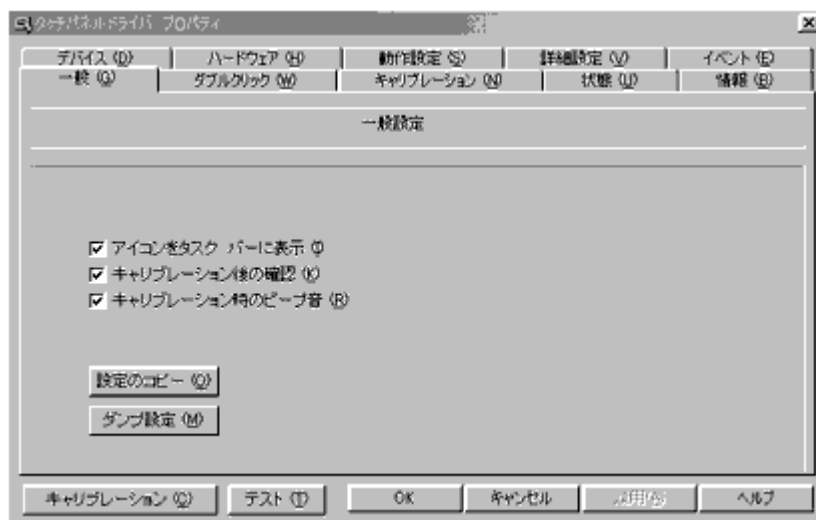 タッチパネルドライバ プロパティ
デバイス (D) ハードウェア (H) 動作設定 (S) 詳細設定 (V) イベント (E)
一般 (G) ダブルクリック (W) キャリブレーション (N) 状態 (U) 情報 (R)
一般設定
アイコンをタスク バーに表示 (I)
キャリブレーション後の確認 (K)
キャリブレーション時のビープ音 (R)
設定のコピー (O)
ダンプ設定 (M)
キャリブレーション (C) テスト (T) OK キャンセル 適用(A) ヘルプ